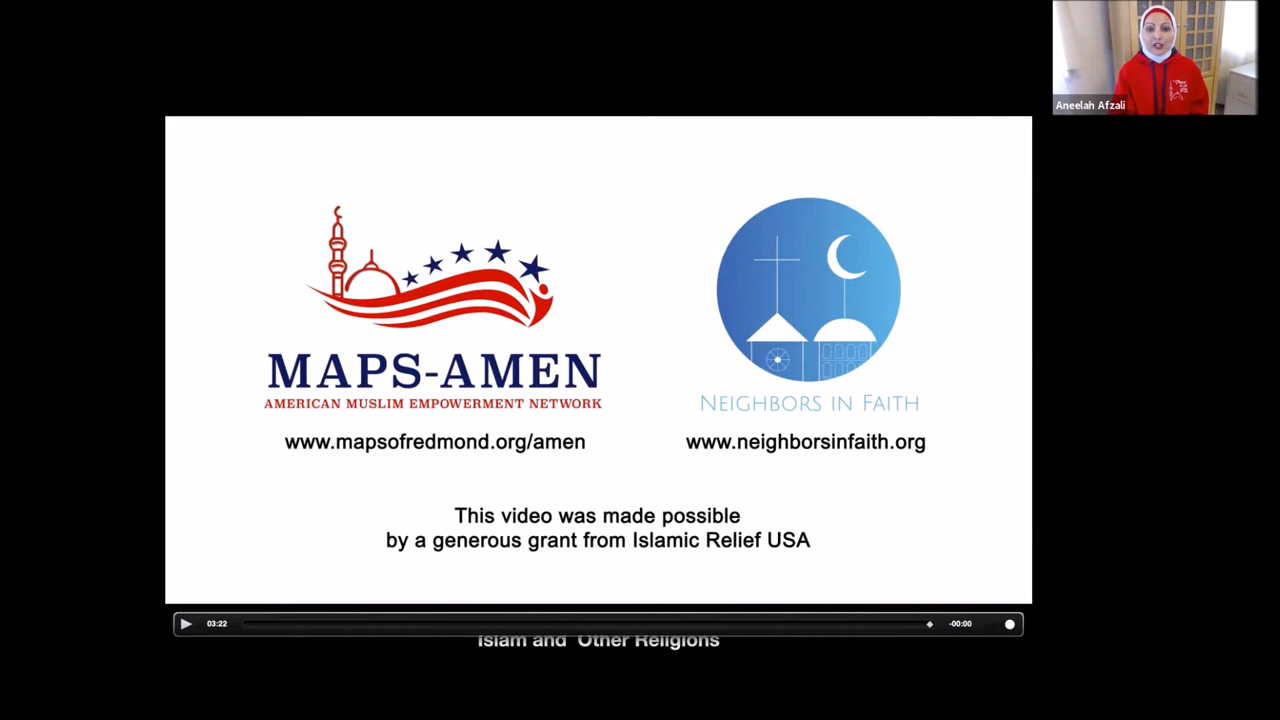 Aneelah Afzali
MAPS-AMEN
AMERICAN MUSLIM EMPOWERMENT NETWORK
www.mapsofredmond.org/amen
NEIGHBORS IN FAITH
www.neighborsinfaith.org
This video was made possible
by a generous grant from Islamic Relief USA
03:22
-00:00
Islam and Other Religions